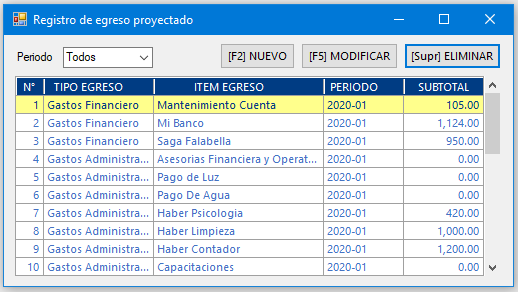 Registro de egreso proyectado
Periodo Todos [F2] NUEVO [F5] MODIFICAR [Supr] ELIMINAR
N° TIPO EGRESO ITEM EGRESO PERIODO SUBTOTAL
1 Gastos Financiero Mantenimiento Cuenta 2020-01 105.00
2 Gastos Financiero Mi Banco 2020-01 1,124.00
3 Gastos Financiero Saga Falabella 2020-01 950.00
4 Gastos Administra... Asesorias Financiera y Operat... 2020-01 0.00
5 Gastos Administra... Pago de Luz 2020-01 0.00
6 Gastos Administra... Pago De Agua 2020-01 0.00
7 Gastos Administra... Haber Psicologia 2020-01 420.00
8 Gastos Administra... Haber Limpieza 2020-01 1,000.00
9 Gastos Administra... Haber Contador 2020-01 1,200.00
10 Gastos Administra... Capacitaciones 2020-01 0.00